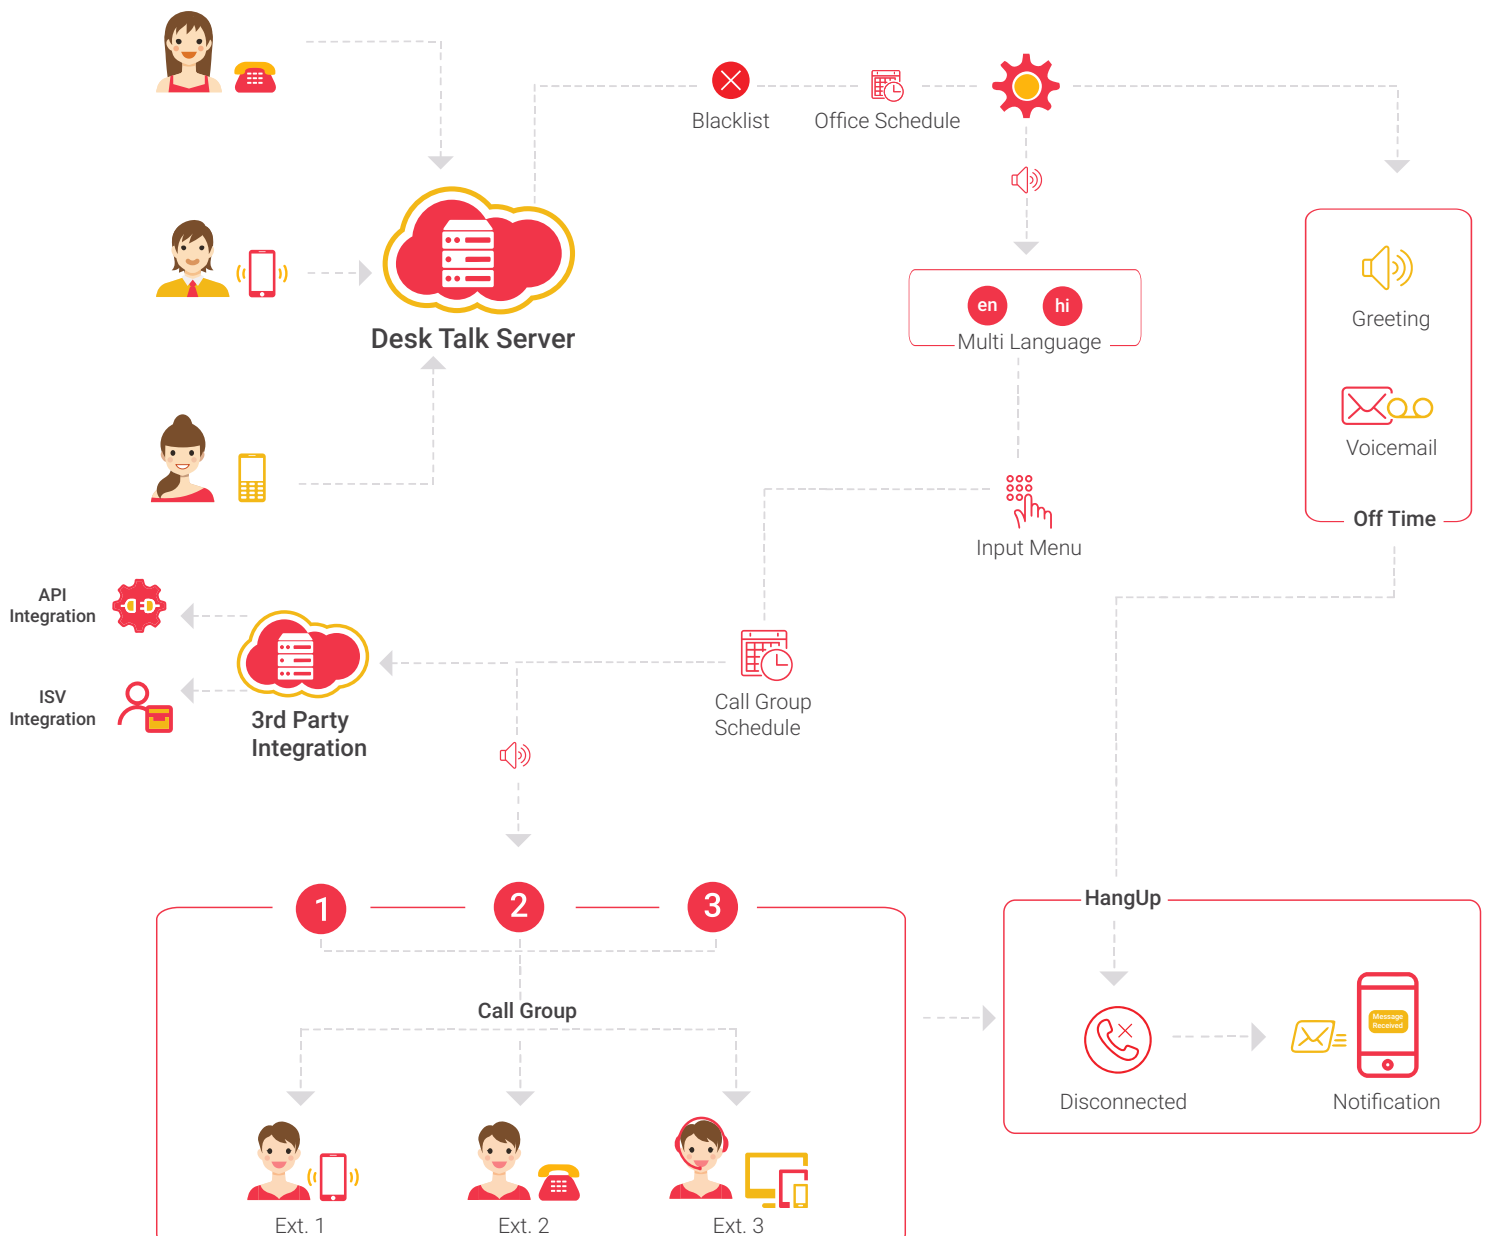 Blacklist
Office Schedule
Desk Talk Server
en
hi
Multi Language
Greeting
Voicemail
Off Time
Input Menu
API
Integration
ISV
Integration
3rd Party
Integration
Call Group
Schedule
1
2
3
Call Group
HangUp
Message
Received
Disconnected
Notification
Ext. 1
Ext. 2
Ext. 3